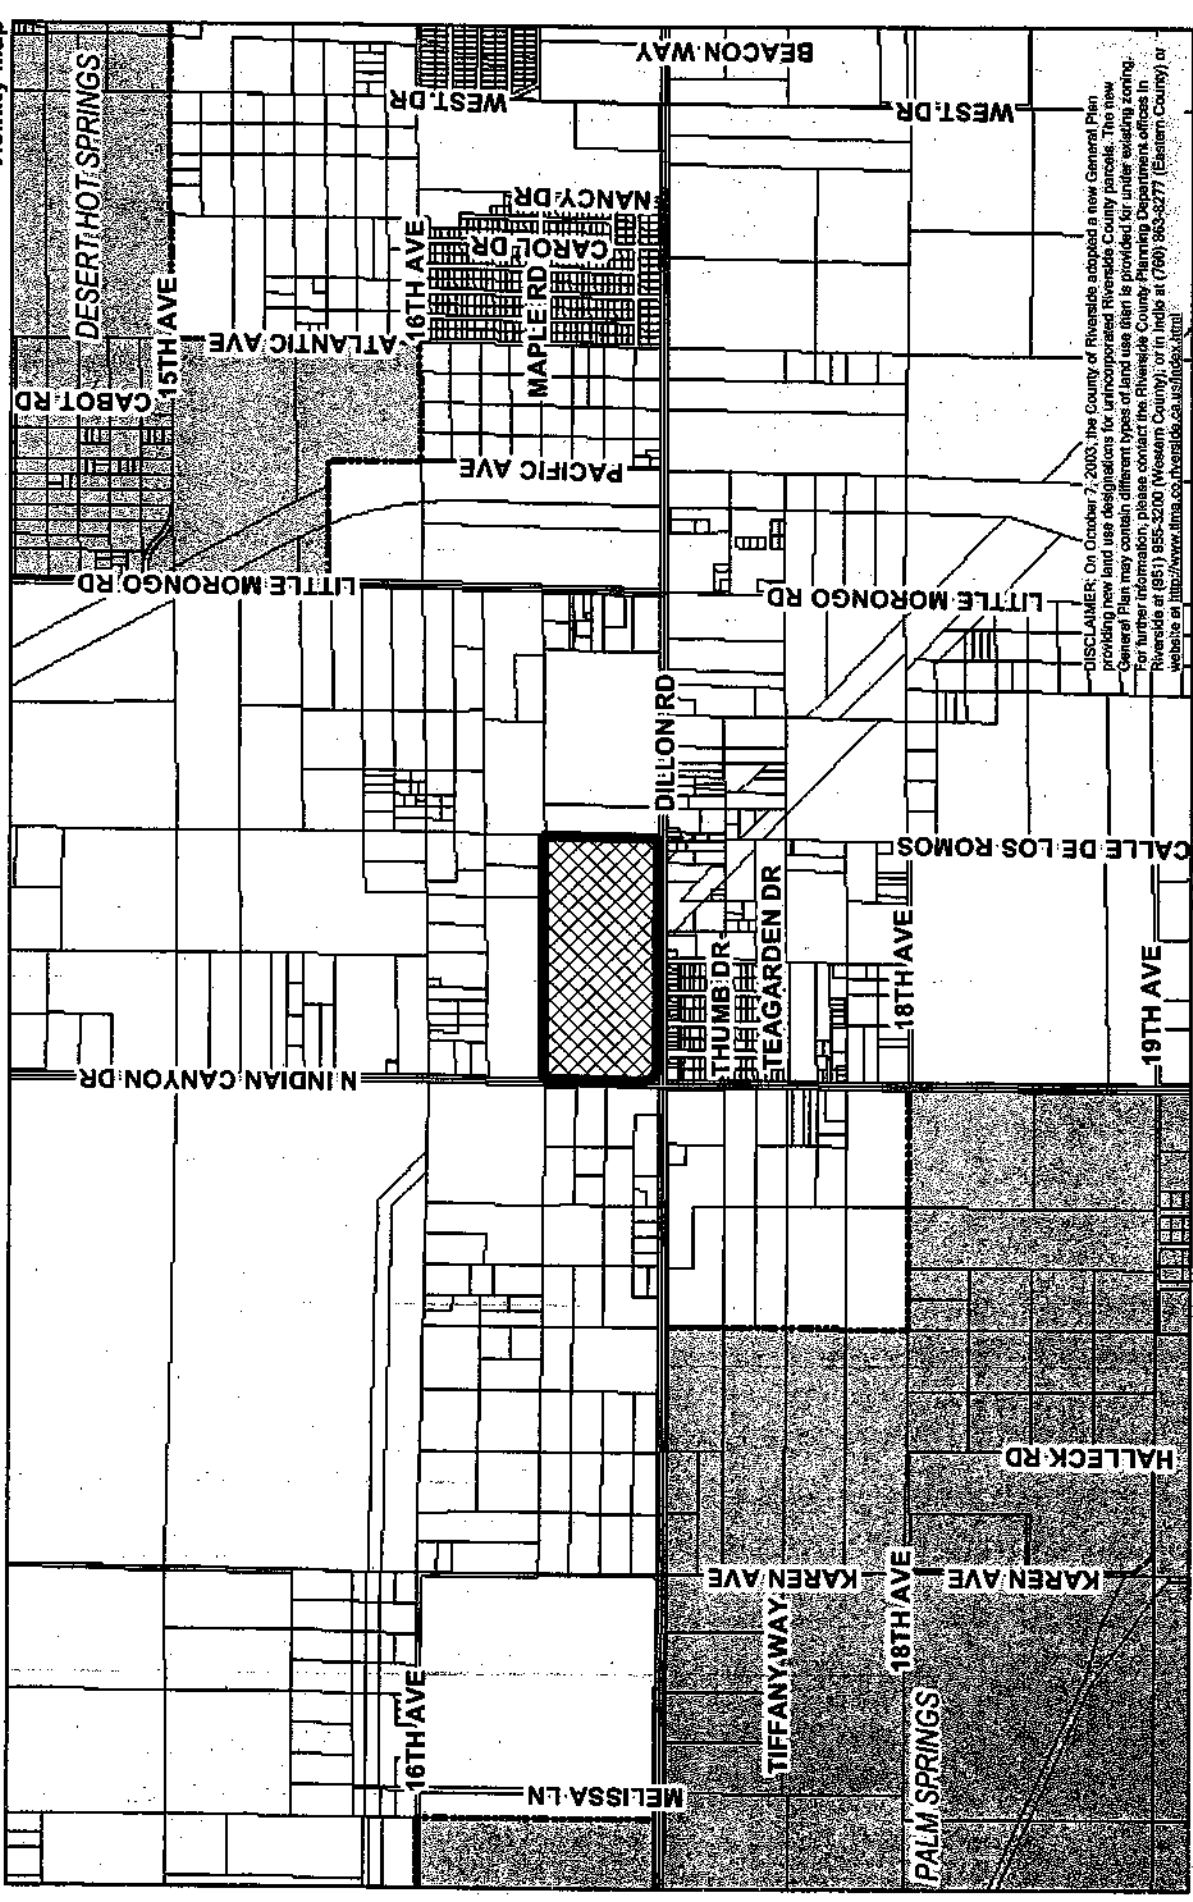 DESERT HOT SPRINGS
CABOT RD
15TH AVE
ATLANTIC AVE
16TH AVE
WEST DR
BEACON WAY
NANCY DR
CAROL DR
MAPLE RD
PACIFIC AVE
LITTLE MORONGO RD
WEST DR
LITTLE MORONGO RD
DILLON RD
N INDIAN CANYON DR
THUMB DR
TEAGARDEN DR
CALLE DE LOS ROMOS
18TH AVE
19TH AVE
HALLECK RD
KAREN AVE
KAREN AVE
TIFFANY WAY
18TH AVE
16TH AVE
MELISSA LN
PALM SPRINGS
DISCLAIMER: On October 7, 2003, the County of Riverside adopted a new General Plan
providing new land use designations for unincorporated Riverside County parcels. The new
General Plan may contain different types of land use than is provided for under existing zoning.
For further information, please contact the Riverside County Planning Department offices in
Riverside at (951) 955-3200 (Western County), or in Indio at (760) 863-8277 (Eastern County) or
website at http://www.tlma.co.riverside.ca.us/index.html